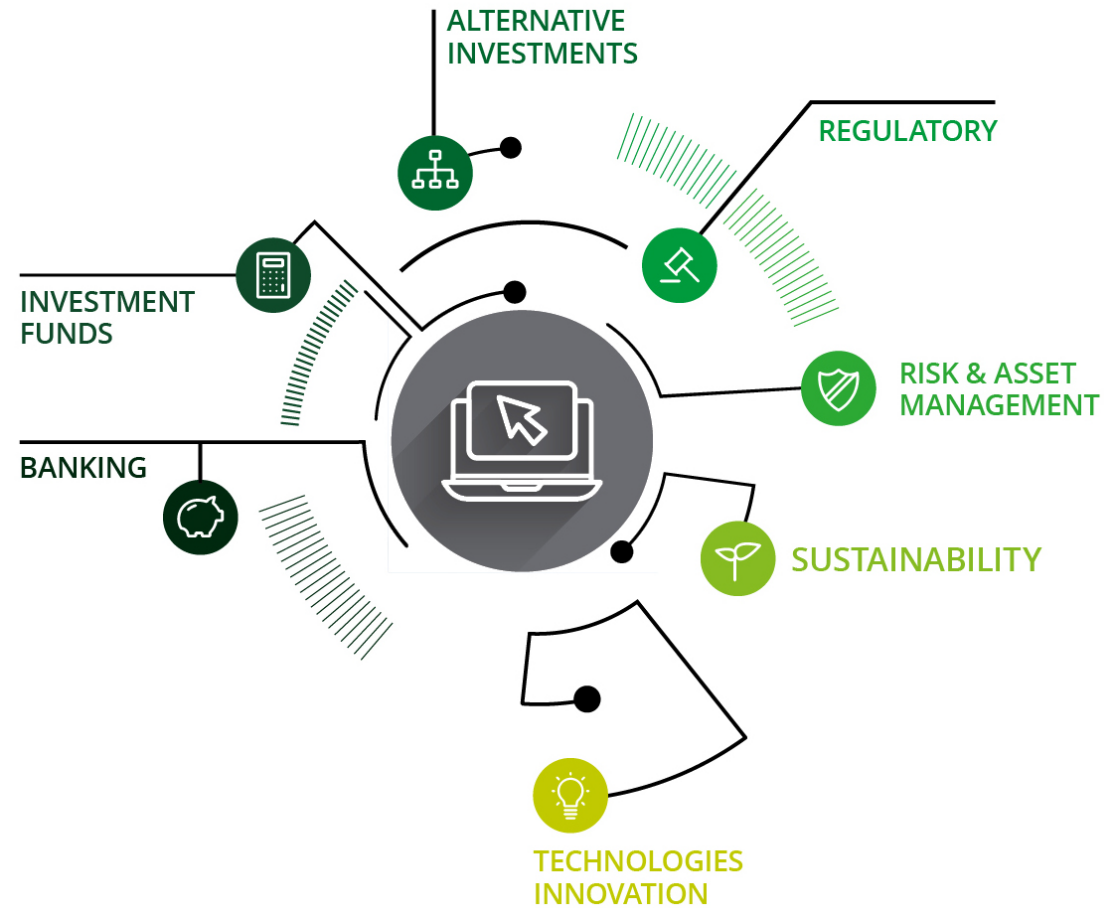 ALTERNATIVE
INVESTMENTS
REGULATORY
INVESTMENT
FUNDS
RISK & ASSET
MANAGEMENT
BANKING
SUSTAINABILITY
TECHNOLOGIES
INNOVATION